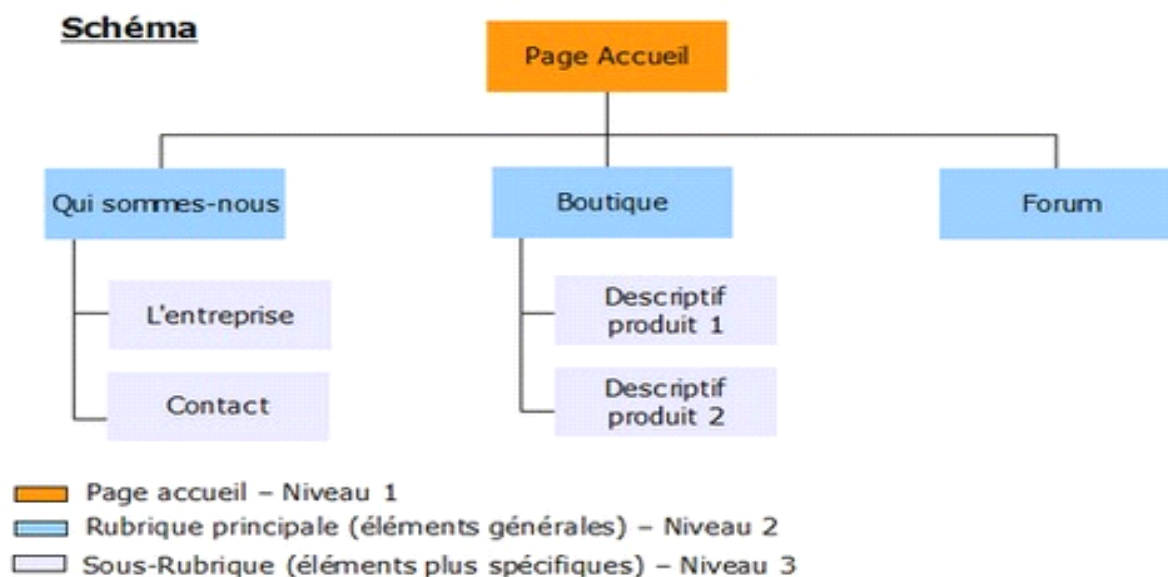 Schéma
Page Accueil
Qui sommes-nous
Boutique
Forum
L'entreprise
Contact
Descriptif
produit 1
Descriptif
produit 2
Page accueil – Niveau 1
Rubrique principale (éléments générales) – Niveau 2
Sous-Rubrique (éléments plus spécifiques) – Niveau 3